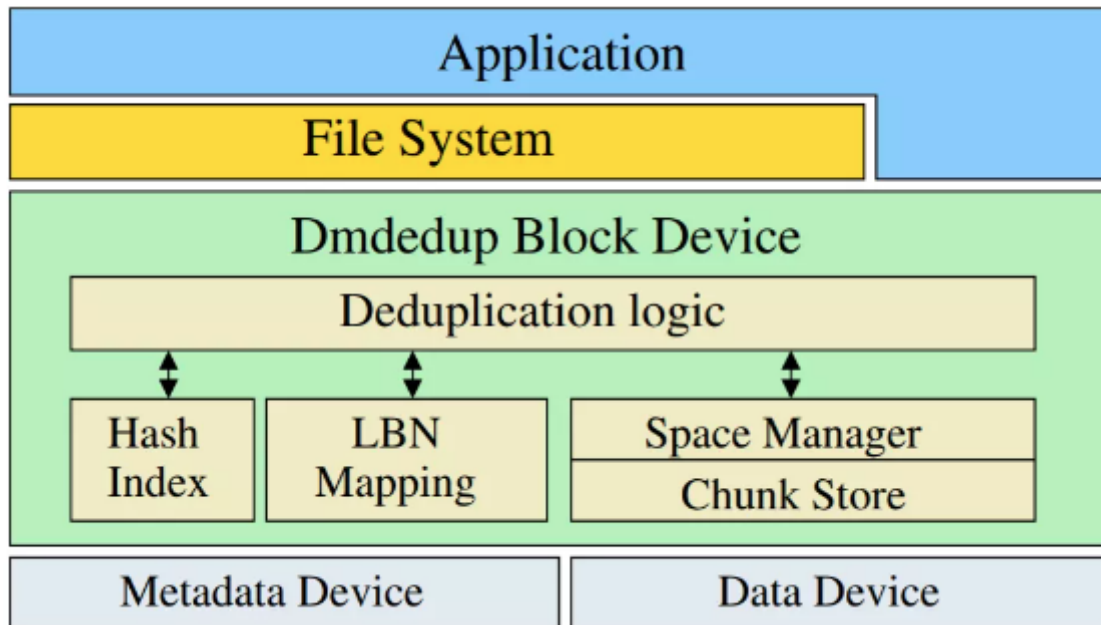 Application
File System
Dmdedup Block Device
Deduplication logic
Hash
Index
LBN
Mapping
Space Manager
Chunk Store
Metadata Device
Data Device